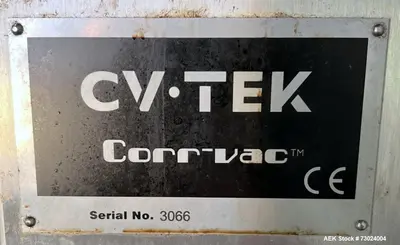 CV·TEK
Corr-vac™
CE
Serial No. 3066
AEK Stock # 73024004